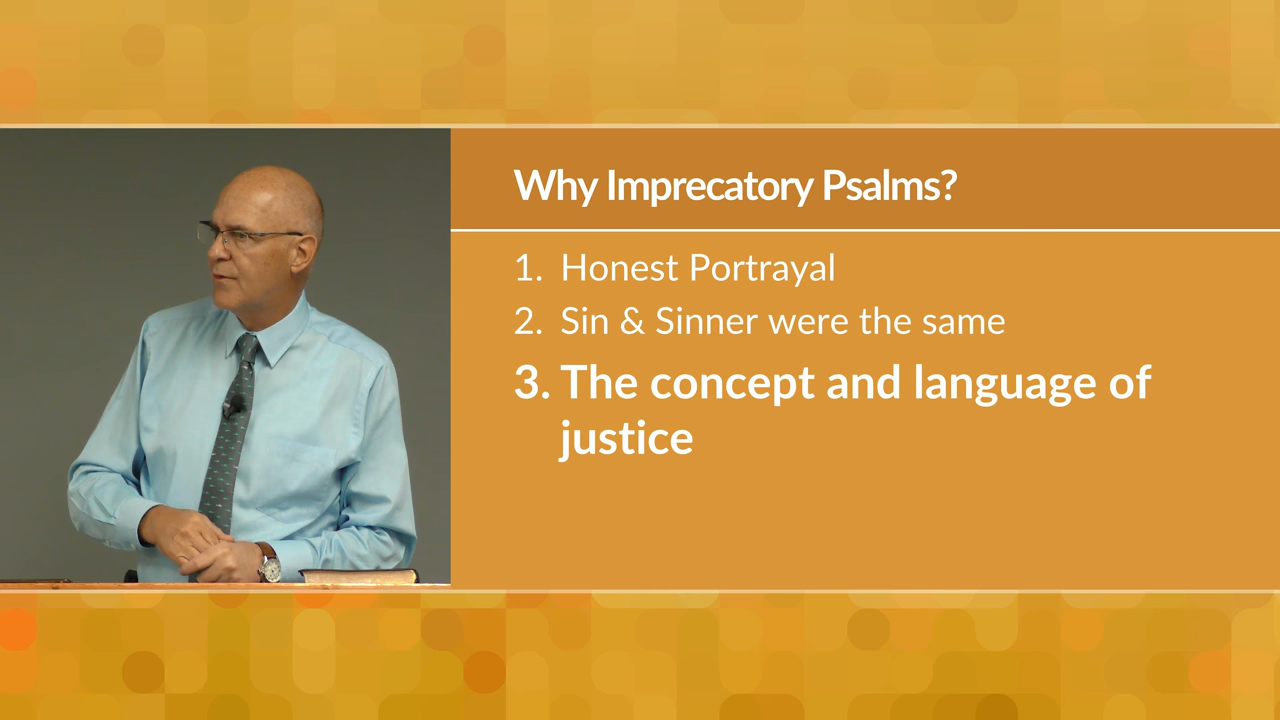 Why Imprecatory Psalms?
1. Honest Portrayal
2. Sin & Sinner were the same
3. The concept and language of
justice